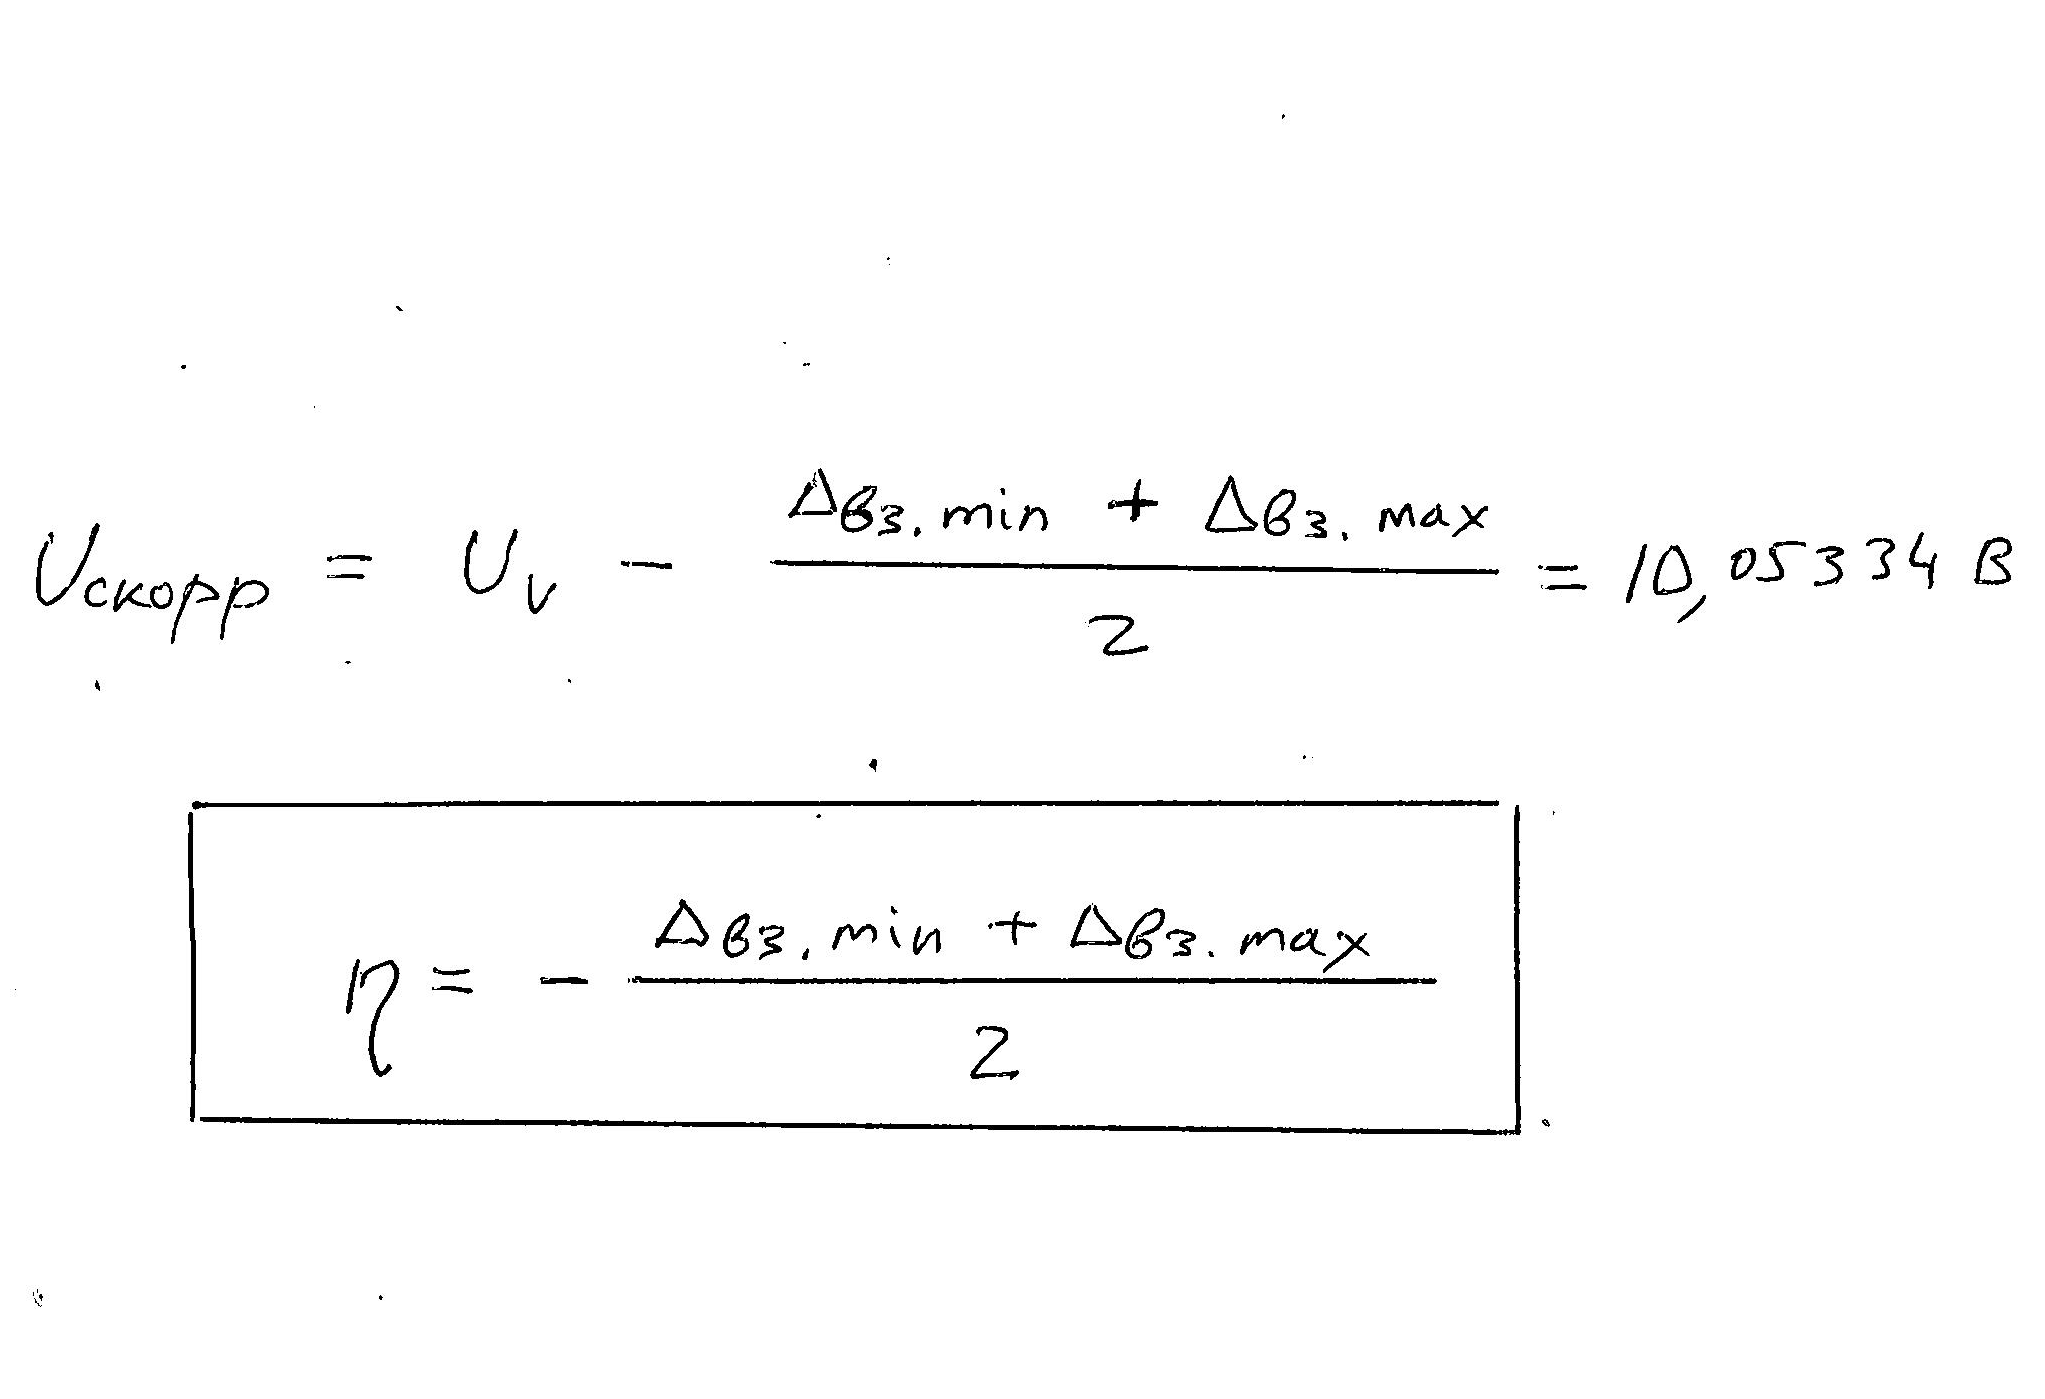 Uскорр = Uv - (Δвз.min + Δвз.max) / 2 = 10,05334 В
η = - (Δвз.min + Δвз.max) / 2